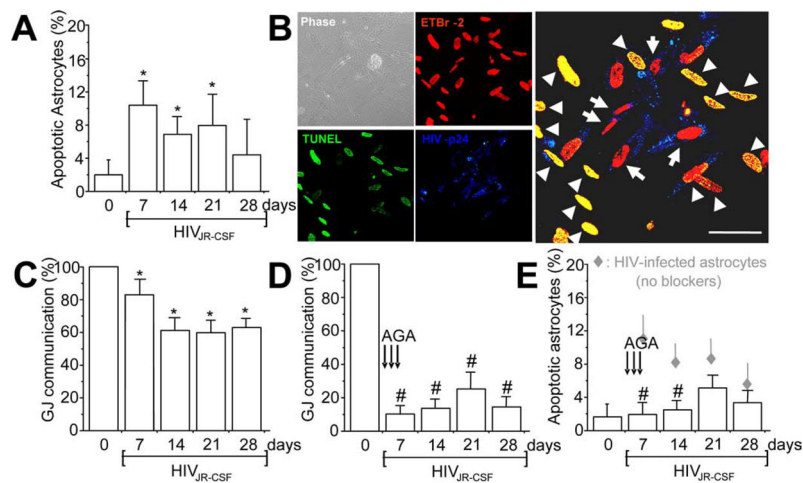 A
Apoptotic Astrocytes (%)
20
16
12
8
4
0
*
*
*
0 7 14 21 28 days
HIVJR-CSF
B
Phase
ETBr -2
TUNEL
HIV -p24
C
GJ communication (%)
100
80
60
40
20
0
*
*
*
*
0 7 14 21 28 days
HIVJR-CSF
D
GJ communication (%)
100
80
60
40
20
0
AGA
#
#
#
#
0 7 14 21 28 days
HIVJR-CSF
E
Apoptotic astrocytes (%)
20
16
12
8
4
0
: HIV-infected astrocytes
(no blockers)
AGA
#
#
0 7 14 21 28 days
HIVJR-CSF